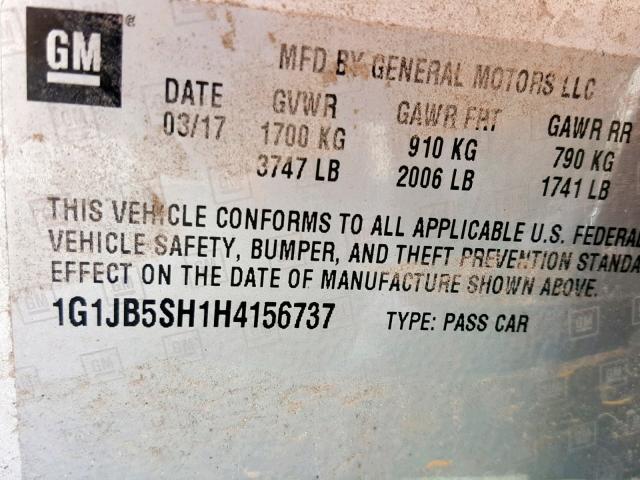 GM®
MFD BY GENERAL MOTORS LLC
DATE GVWR GAWR FRT GAWR RR
03/17 1700 KG 910 KG 790 KG
3747 LB 2006 LB 1741 LB
THIS VEHICLE CONFORMS TO ALL APPLICABLE U.S. FEDERAL
VEHICLE SAFETY, BUMPER, AND THEFT PREVENTION STANDA
EFFECT ON THE DATE OF MANUFACTURE SHOWN ABOVE.
1G1JB5SH1H4156737 TYPE: PASS CAR